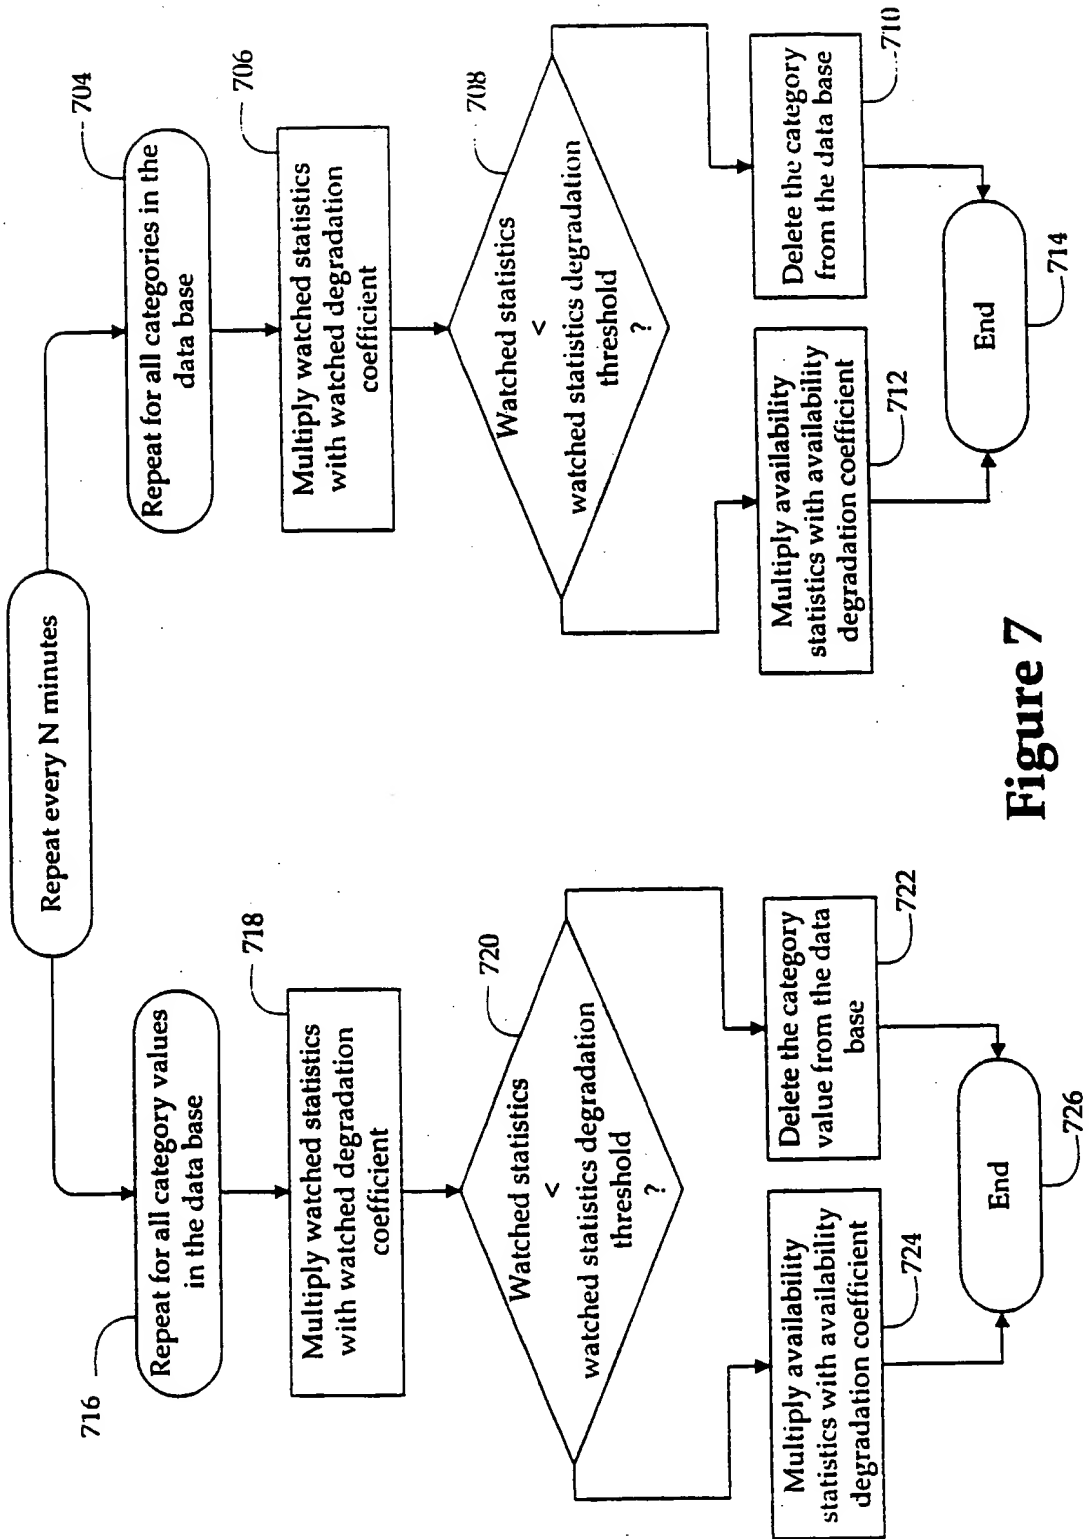 Repeat every N minutes
716
Repeat for all category values
in the data base
718
Multiply watched statistics
with watched degradation
coefficient
720
Watched statistics
<
watched statistics degradation
threshold
?
Multiply availability
statistics with availability
degradation coefficient
724
Delete the category
value from the data
base
722
End
726
704
Repeat for all categories in the
data base
706
Multiply watched statistics
with watched degradation
coefficient
708
Watched statistics
<
watched statistics degradation
threshold
?
Multiply availability
statistics with availability
degradation coefficient
712
Delete the category
from the data base
710
End
714
Figure 7